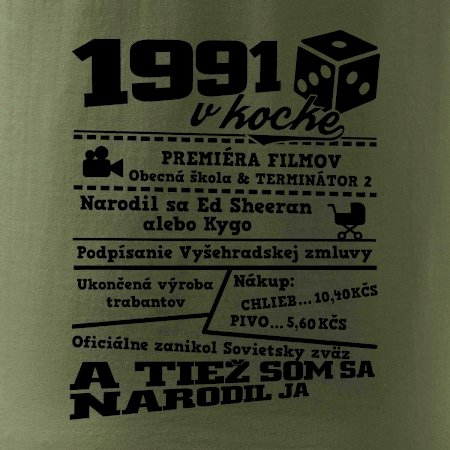 1991
v kocke
PREMIÉRA FILMOV
Obecná škola & TERMINÁTOR 2
Narodil sa Ed Sheeran
alebo Kygo
Podpísanie Vyšehradskej zmluvy
Ukončená výroba
trabantov
Nákup:
CHLIEB... 10,40KČS
PIVO... 5,60 KČS
Oficiálne zanikol Sovietsky zväz
A TIEŽ SOM SA
NARODIL JA